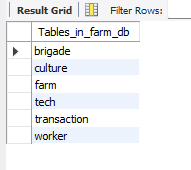 Result Grid Filter Rows:
Tables_in_farm_db
brigade
culture
farm
tech
transaction
worker